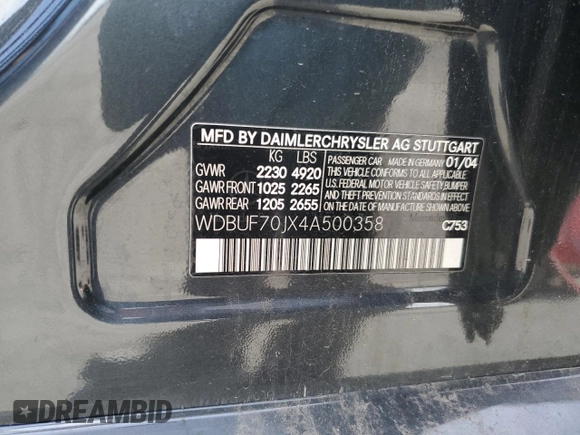 MFD BY DAIMLERCHRYSLER AG STUTTGART
KG LBS
GVWR 2230 4920
GAWR FRONT 1025 2265
GAWR REAR 1205 2655
PASSENGER CAR MADE IN GERMANY 01/04
THIS VEHICLE CONFORMS TO ALL APPLICABLE
U.S. FEDERAL MOTOR VEHICLE SAFETY, BUMPER
AND THEFT PREVENTION STANDARDS IN EFFECT
ON THE DATE OF MANUFACTURE SHOWN ABOVE.
WDBUF70JX4A500358
C753
DREAMBID